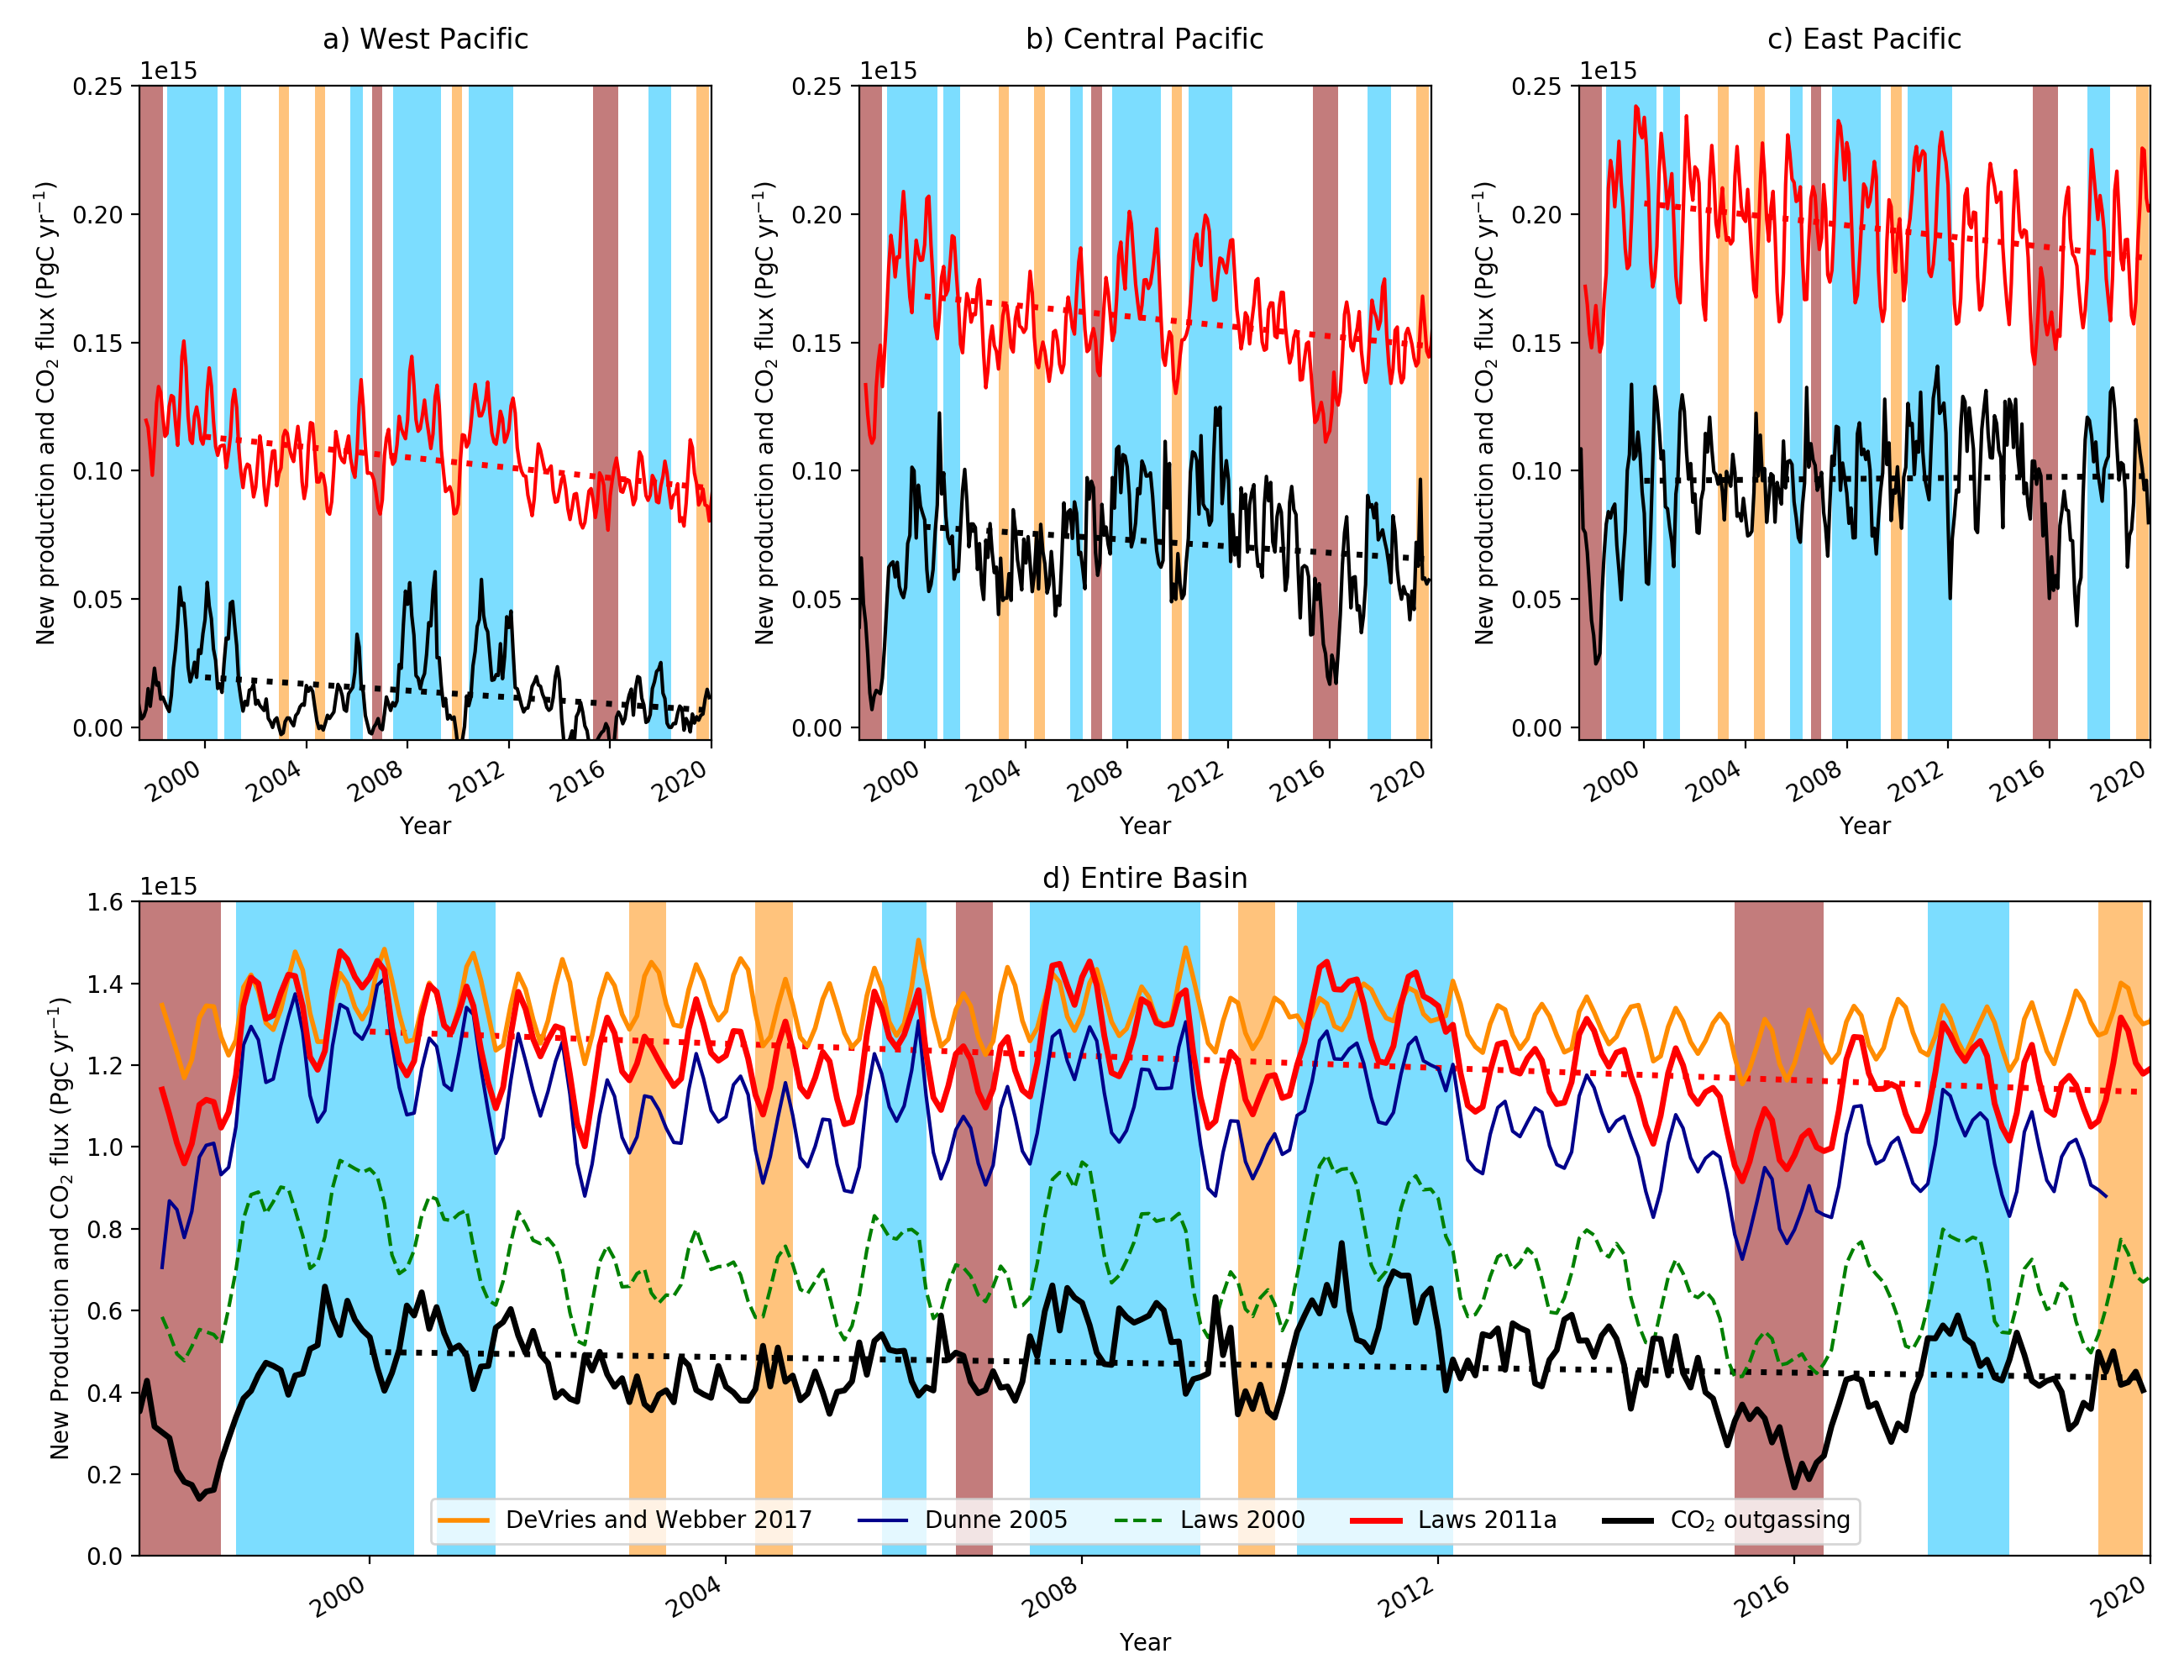 a) West Pacific
1e15
0.25
0.20
0.15
0.10
0.05
0.00
New production and CO₂ flux (PgC yr⁻¹)
2000
2004
2008
2012
2016
2020
Year
b) Central Pacific
1e15
0.25
0.20
0.15
0.10
0.05
0.00
New production and CO₂ flux (PgC yr⁻¹)
2000
2004
2008
2012
2016
2020
Year
c) East Pacific
1e15
0.25
0.20
0.15
0.10
0.05
0.00
New production and CO₂ flux (PgC yr⁻¹)
2000
2004
2008
2012
2016
2020
Year
d) Entire Basin
1e15
1.6
1.4
1.2
1.0
0.8
0.6
0.4
0.2
0.0
New Production and CO₂ flux (PgC yr⁻¹)
DeVries and Webber 2017
Dunne 2005
Laws 2000
Laws 2011a
CO₂ outgassing
2000
2004
2008
2012
2016
2020
Year